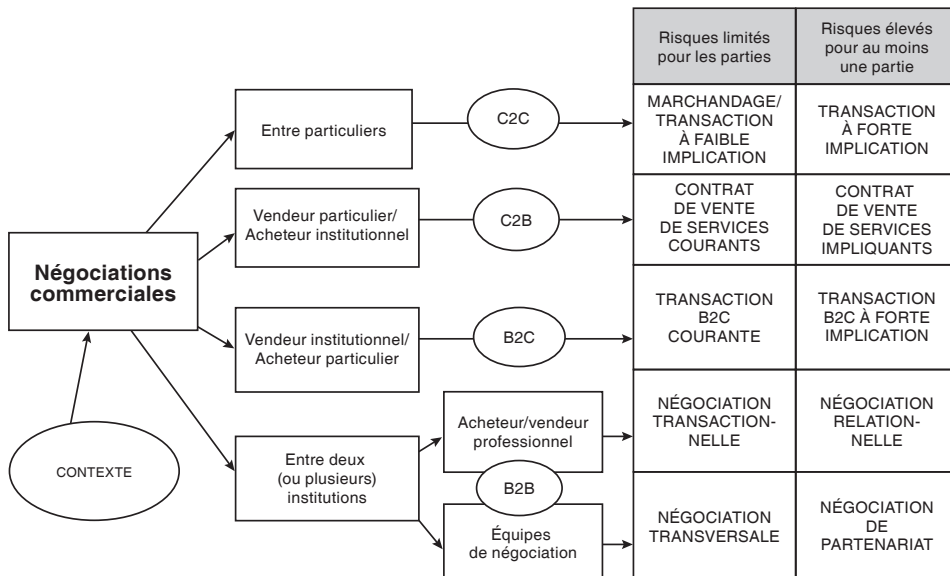 Risques limités
pour les parties
Risques élevés
pour au moins
une partie
Entre particuliers
C2C
MARCHANDAGE/
TRANSACTION
À FAIBLE
IMPLICATION
TRANSACTION
À FORTE
IMPLICATION
Vendeur particulier/
Acheteur institutionnel
C2B
CONTRAT
DE VENTE
DE SERVICES
COURANTS
CONTRAT
DE VENTE
DE SERVICES
IMPLIQUANTS
Négociations
commerciales
Vendeur institutionnel/
Acheteur particulier
B2C
TRANSACTION
B2C
COURANTE
TRANSACTION
B2C À FORTE
IMPLICATION
CONTEXTE
Entre deux
(ou plusieurs)
institutions
Acheteur/vendeur
professionnel
NÉGOCIATION
TRANSACTION-
NELLE
NÉGOCIATION
RELATION-
NELLE
B2B
Équipes
de négociation
NÉGOCIATION
TRANSVERSALE
NÉGOCIATION
DE
PARTENARIAT